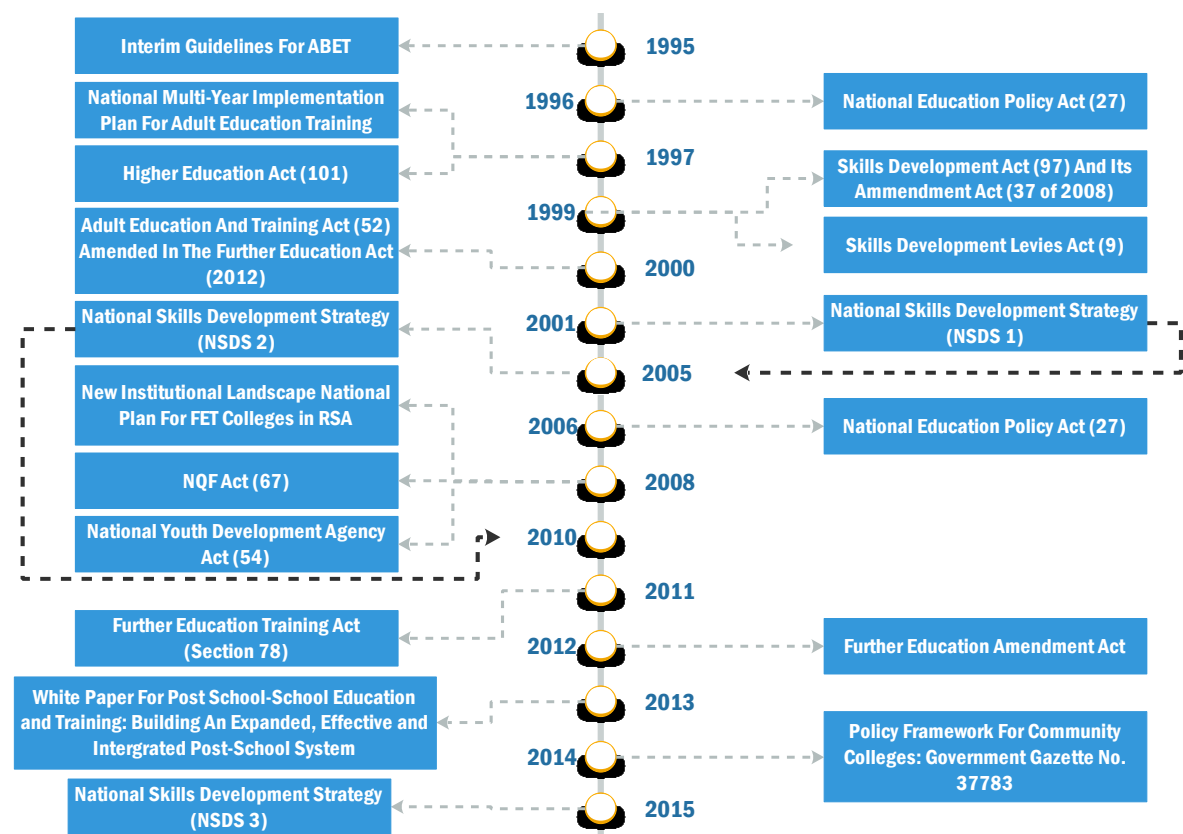 Interim Guidelines For ABET
1995
National Multi-Year Implementation
Plan For Adult Education Training
1996
National Education Policy Act (27)
Higher Education Act (101)
1997
Skills Development Act (97) And Its
Ammendment Act (37 of 2008)
1999
Skills Development Levies Act (9)
Adult Education And Training Act (52)
Amended In The Further Education Act
(2012)
2000
National Skills Development Strategy
(NSDS 2)
2001
National Skills Development Strategy
(NSDS 1)
2005
New Institutional Landscape National
Plan For FET Colleges in RSA
2006
National Education Policy Act (27)
NQF Act (67)
2008
National Youth Development Agency
Act (54)
2010
2011
Further Education Training Act
(Section 78)
2012
Further Education Amendment Act
White Paper For Post School-School Education
and Training: Building An Expanded, Effective and
Intergrated Post-School System
2013
2014
Policy Framework For Community
Colleges: Government Gazette No.
37783
National Skills Development Strategy
(NSDS 3)
2015